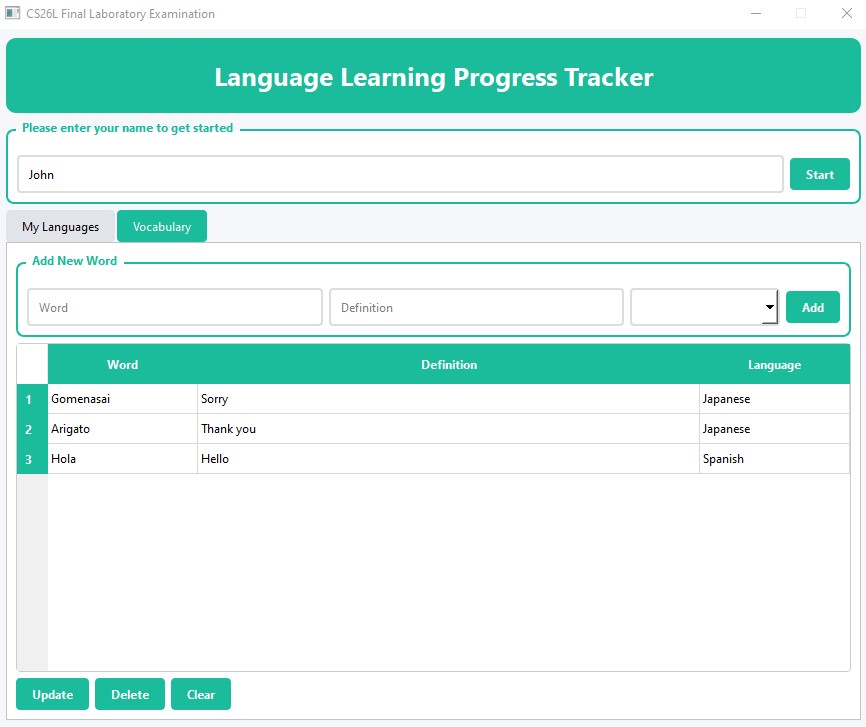 CS26L Final Laboratory Examination
Language Learning Progress Tracker
Please enter your name to get started
John Start
My Languages Vocabulary
Add New Word
Word Definition Add
Word Definition Language
1 Gomenasai Sorry Japanese
2 Arigato Thank you Japanese
3 Hola Hello Spanish
Update Delete Clear